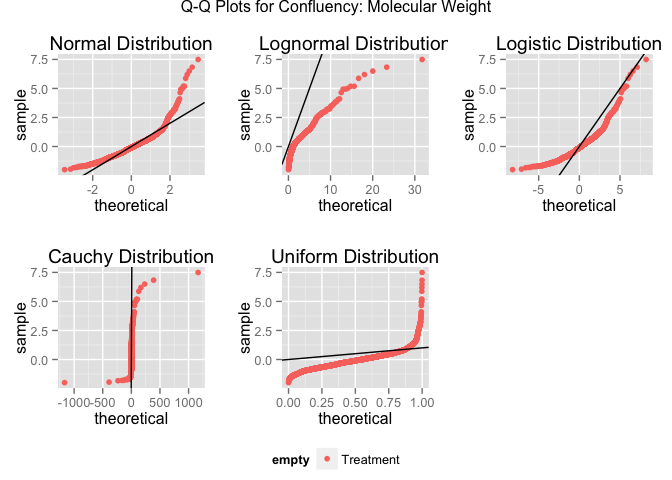 Q-Q Plots for Confluency: Molecular Weight
Normal Distribution
Lognormal Distribution
Logistic Distribution
7.5
5.0
2.5
0.0
sample
-2 0 2
theoretical
7.5
5.0
2.5
0.0
sample
0 10 20 30
theoretical
7.5
5.0
2.5
0.0
sample
-5 0 5
theoretical
Cauchy Distribution
Uniform Distribution
7.5
5.0
2.5
0.0
sample
-1000 -500 0 500 1000
theoretical
7.5
5.0
2.5
0.0
sample
0.00 0.25 0.50 0.75 1.00
theoretical
empty Treatment